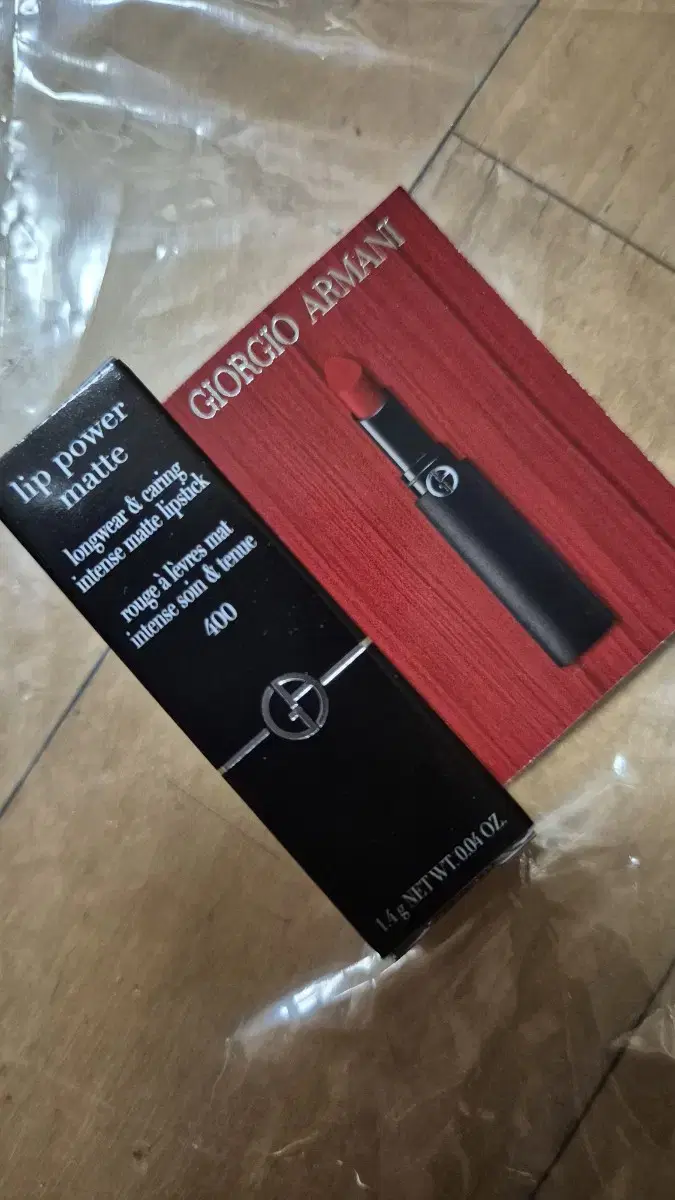 GIORGIO ARMANI
lip power
matte
longwear & caring
intense matte lipstick
rouge à lèvres mat
intense soin & tenue
400
1.4 g NET WT. 0.04 OZ.